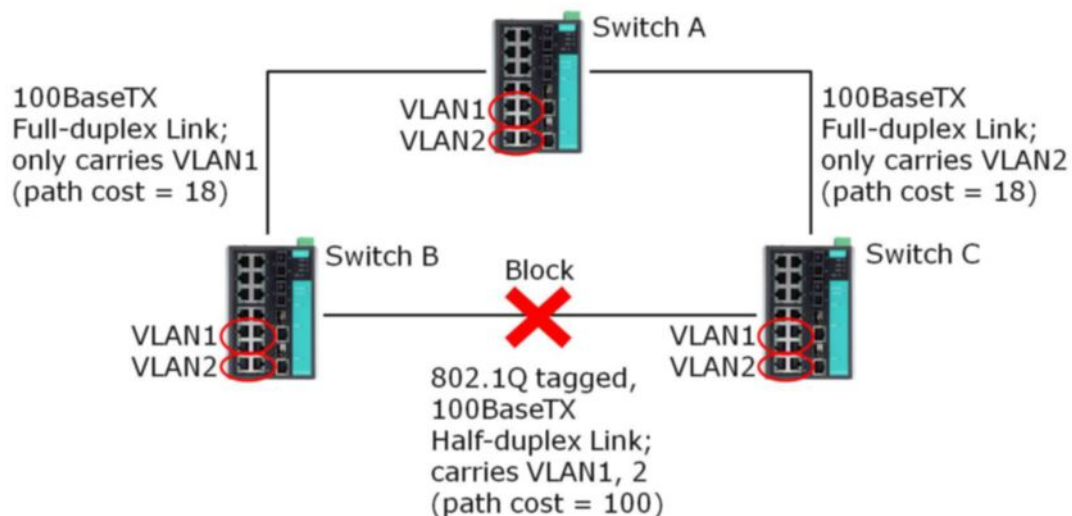 Switch A
100BaseTX
Full-duplex Link;
only carries VLAN1
(path cost = 18)
VLAN1
VLAN2
100BaseTX
Full-duplex Link;
only carries VLAN2
(path cost = 18)
Switch B
Block
Switch C
VLAN1
VLAN2
VLAN1
VLAN2
802.1Q tagged,
100BaseTX
Half-duplex Link;
carries VLAN1, 2
(path cost = 100)